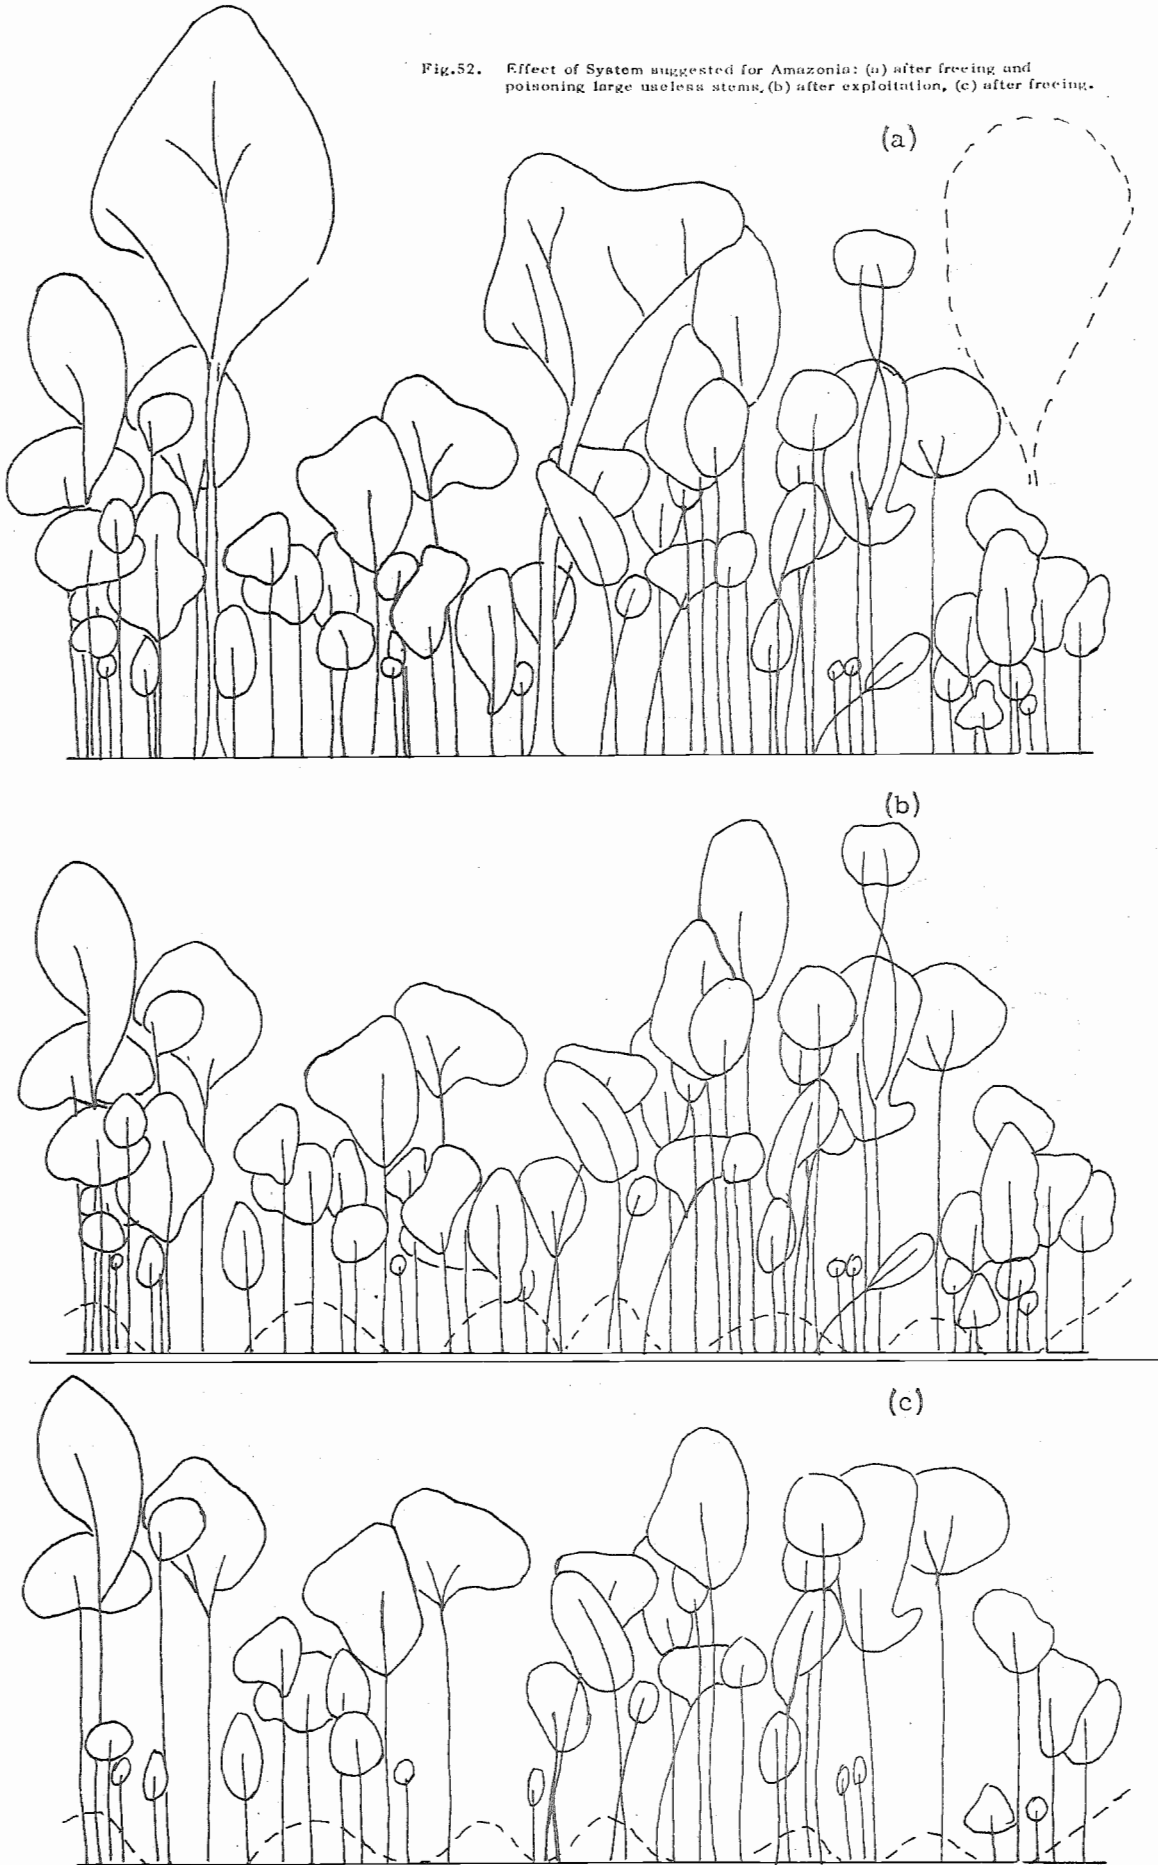 Fig.52. Effect of System suggested for Amazonia: (a) after freeing and
poisoning large useless stems, (b) after exploitation, (c) after freeing.
(a)
(b)
(c)